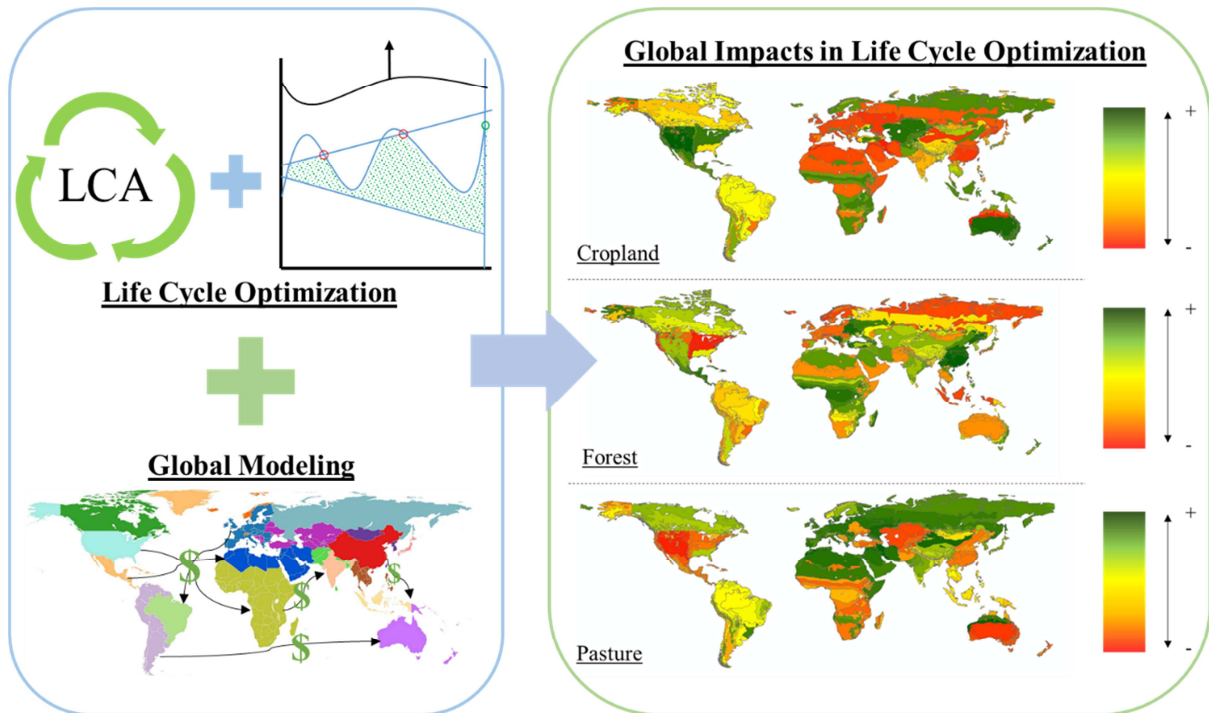 LCA
Life Cycle Optimization
Global Modeling
$
$
$
$
Global Impacts in Life Cycle Optimization
+
-
Cropland
+
-
Forest
+
-
Pasture